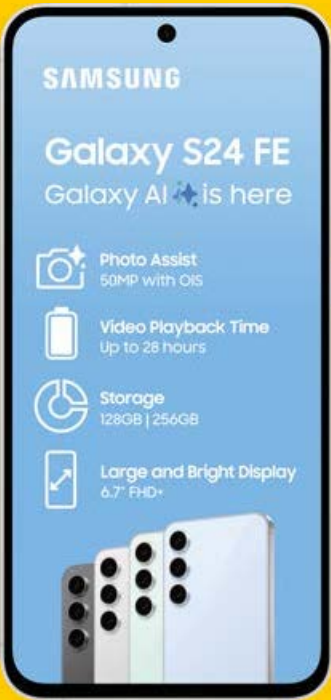 SAMSUNG
Galaxy S24 FE
Galaxy AI is here
Photo Assist
50MP with OIS
Video Playback Time
Up to 28 hours
Storage
128GB | 256GB
Large and Bright Display
6.7" FHD+